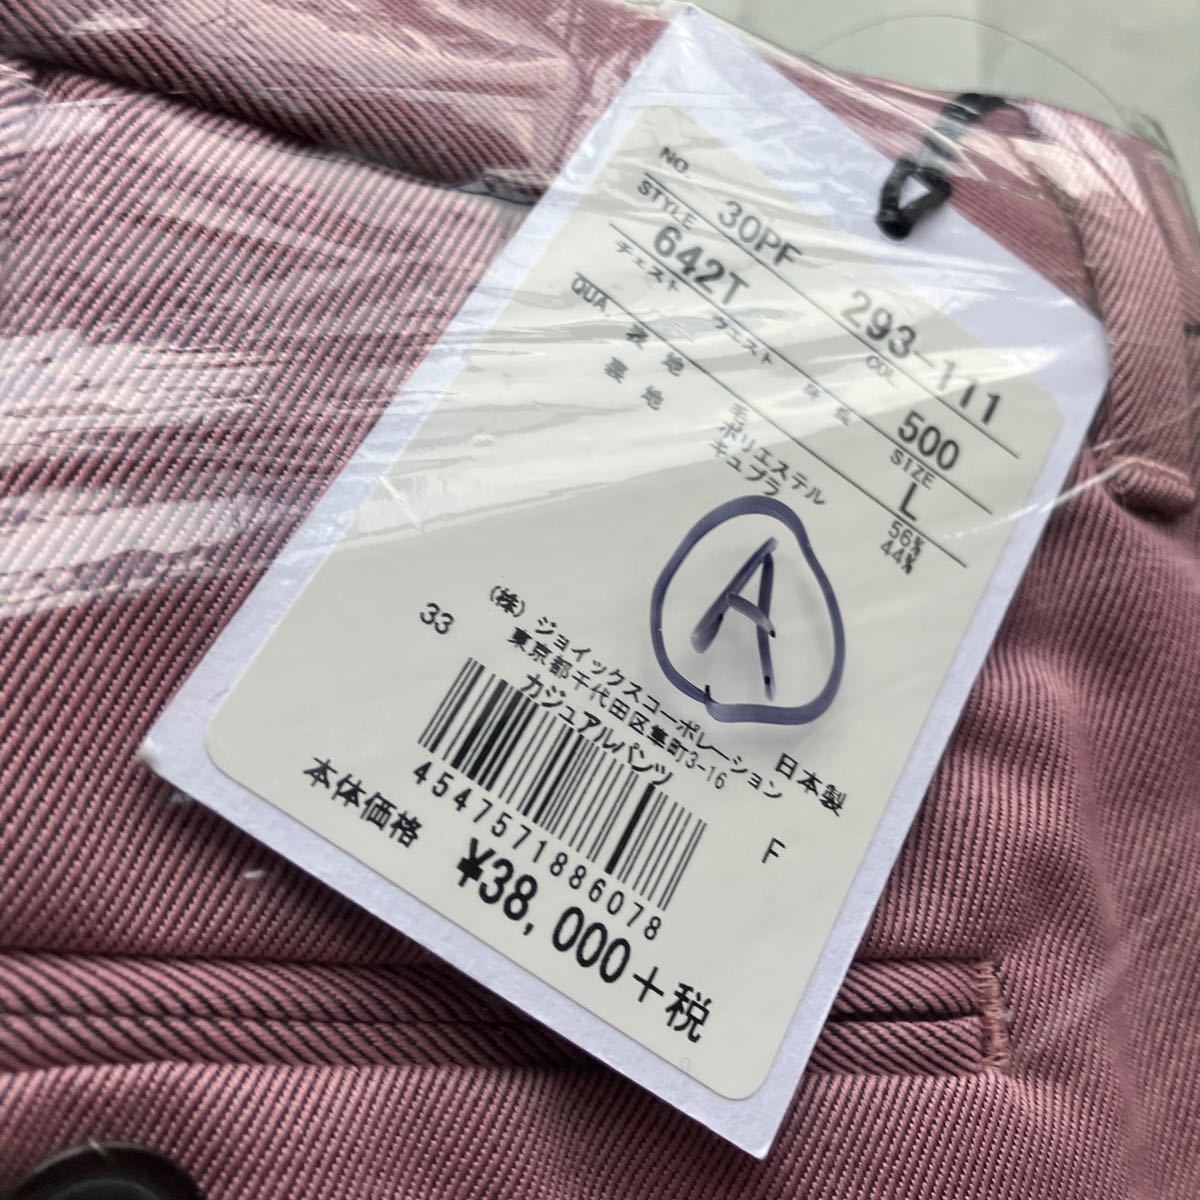 NO. 30PF 293-111
STYLE 642T COL. 500
チェスト ウエスト 股底 SIZE L
QUA. 表地 毛 56%
ポリエステル 44%
裏地 キュプラ
A
日本製
(株)ジョイックスコーポレーション
東京都千代田区隼町3-16
33 カジュアルパンツ F
4547571886078
本体価格 ¥38,000+税